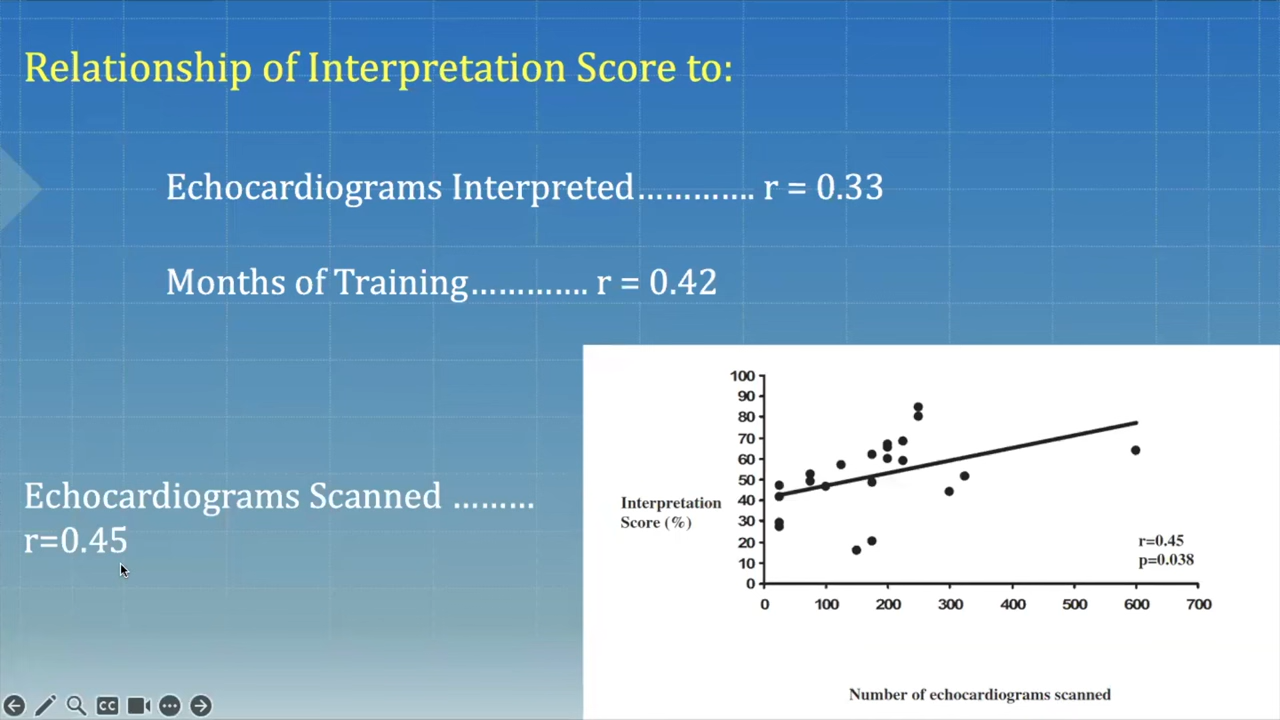 Relationship of Interpretation Score to:
Echocardiograms Interpreted…………. r = 0.33
Months of Training…………. r = 0.42
Echocardiograms Scanned ………
r=0.45
100
90
80
70
60
50
40
30
20
10
0
Interpretation
Score (%)
r=0.45
p=0.038
0 100 200 300 400 500 600 700
Number of echocardiograms scanned
CC